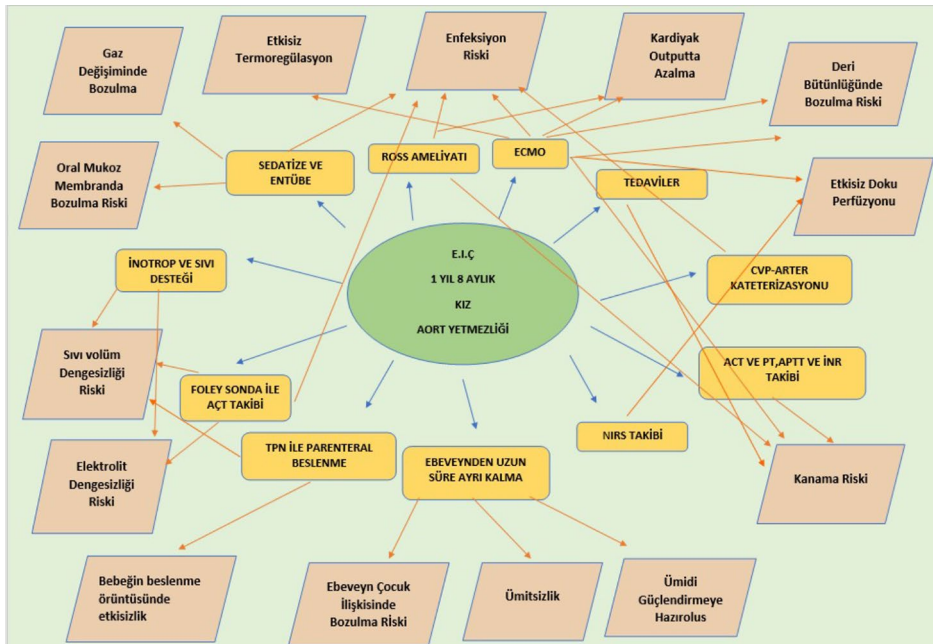 Gaz
Değişiminde
Bozulma
Etkisiz
Termoregülasyon
Enfeksiyon
Riski
Kardiyak
Outputta
Azalma
Deri
Bütünlüğünde
Bozulma Riski
Oral Mukoz
Membranda
Bozulma Riski
SEDATİZE VE
ENTÜBE
ROSS AMELİYATI
ECMO
TEDAVİLER
Etkisiz Doku
Perfüzyonu
İNOTROP VE SIVI
DESTEĞİ
E.I.Ç
1 YIL 8 AYLIK
KIZ
AORT YETMEZLİĞİ
CVP-ARTER
KATETERİZASYONU
Sıvı volüm
Dengesizliği
Riski
FOLEY SONDA İLE
AÇT TAKİBİ
ACT VE PT,APTT VE İNR
TAKİBİ
TPN İLE PARENTERAL
BESLENME
EBEVEYNDEN UZUN
SÜRE AYRI KALMA
NIRS TAKİBİ
Elektrolit
Dengesizliği
Riski
Kanama Riski
Bebeğin beslenme
örüntüsünde
etkisizlik
Ebeveyn Çocuk
İlişkisinde
Bozulma Rİski
Ümitsizlik
Ümidi
Güçlendirmeye
Hazırolus